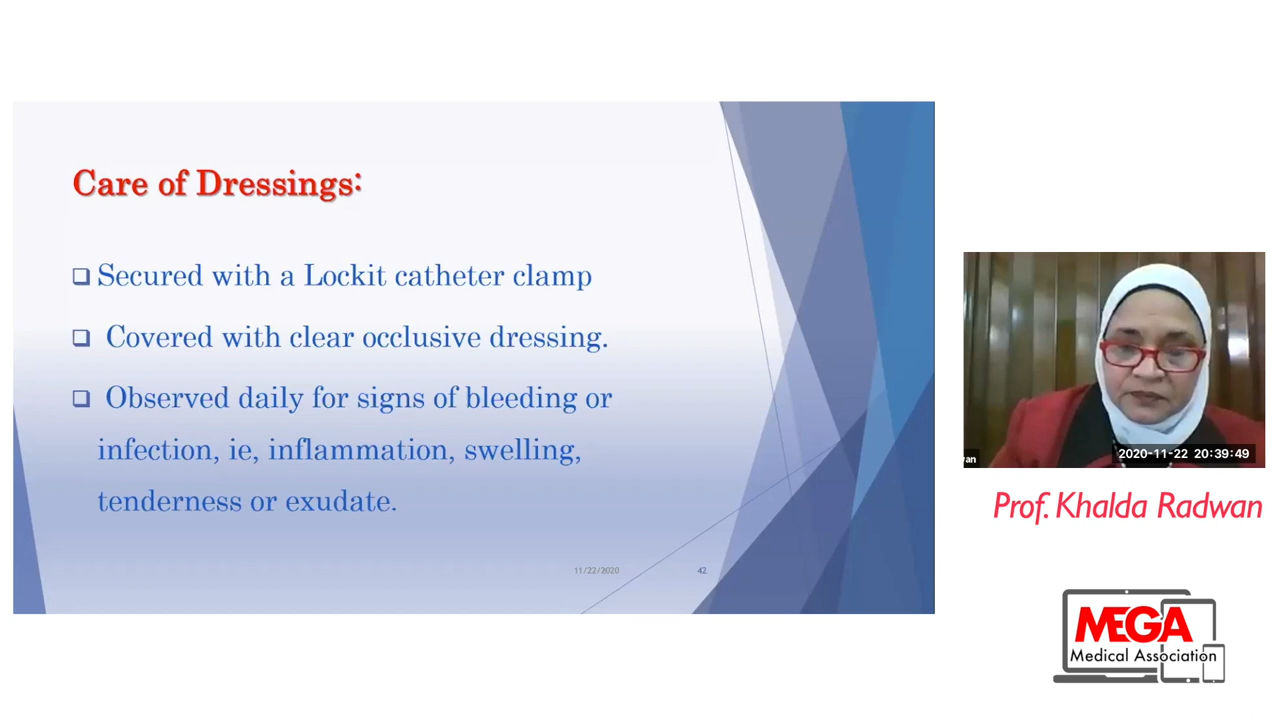 Care of Dressings:
Secured with a Lockit catheter clamp
Covered with clear occlusive dressing.
Observed daily for signs of bleeding or
infection, ie, inflammation, swelling,
tenderness or exudate.
11/22/2020
42
van
2020-11-22 20:39:49
Prof. Khalda Radwan
MEGA
Medical Association